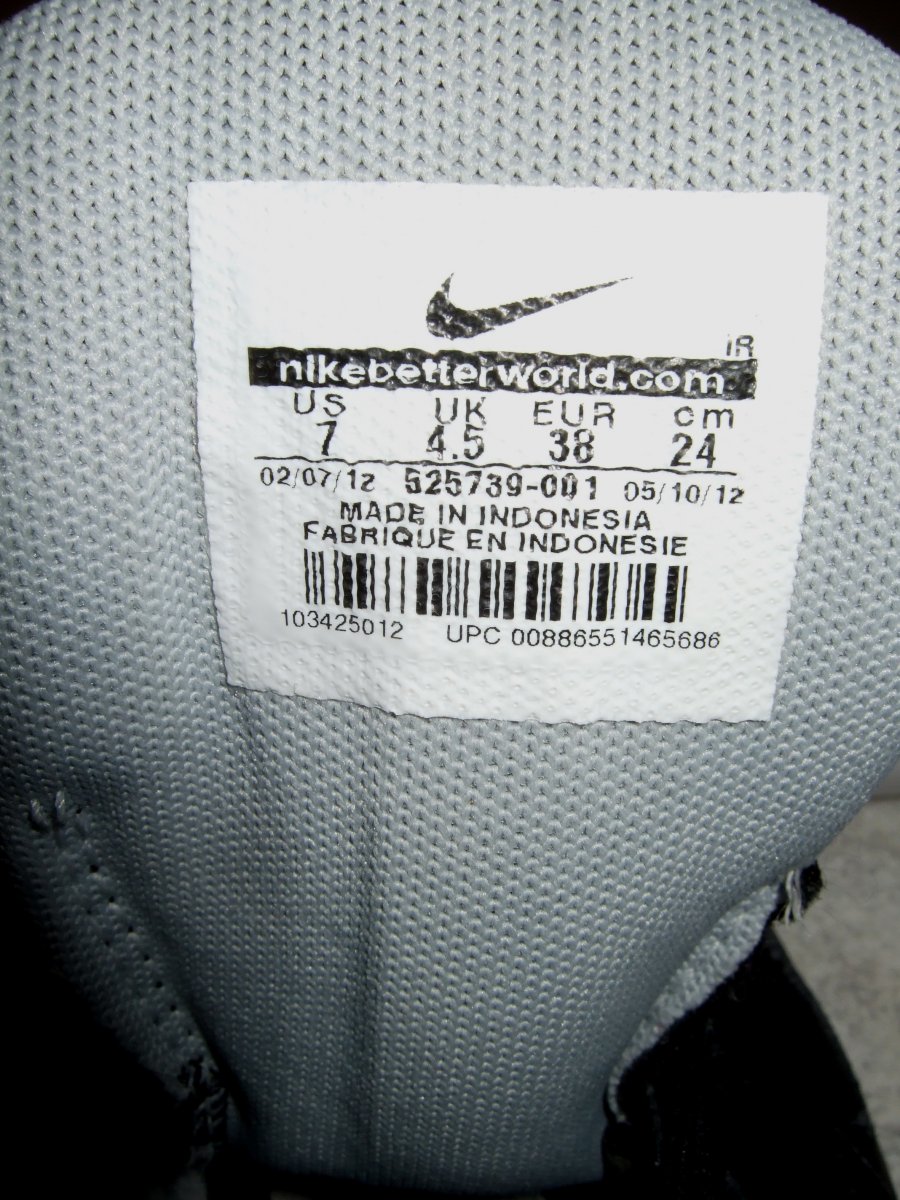 IR
nikebetterworld.com
US UK EUR cm
7 4.5 38 24
02/07/12 525739-001 05/10/12
MADE IN INDONESIA
FABRIQUE EN INDONESIE
103425012 UPC 00886551465686